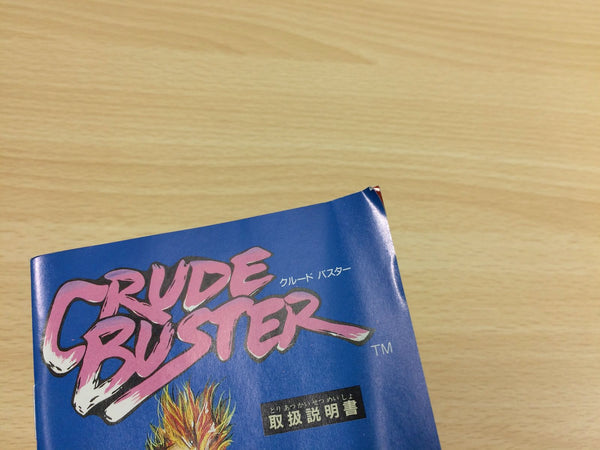 CRUDE
クルード バスター
BUSTER
TM
とりあつかいせつめいしょ
取扱説明書